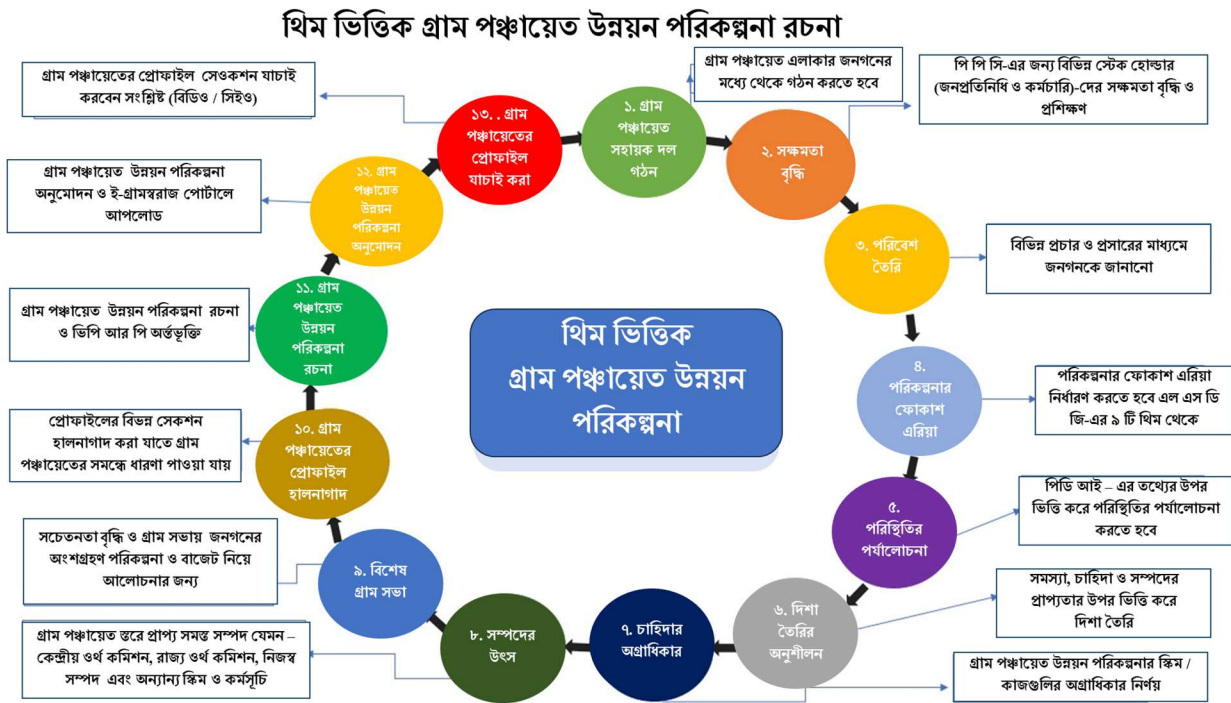 থিম ভিত্তিক গ্রাম পঞ্চায়েত উন্নয়ন পরিকল্পনা রচনা
গ্রাম পঞ্চায়েত এলাকার জনগনের
মধ্যে থেকে গঠন করতে হবে
১. গ্রাম
পঞ্চায়েত
সহায়ক দল
গঠন
পি পি সি-এর জন্য বিভিন্ন স্টেক হোল্ডার
(জনপ্রতিনিধি ও কর্মচারি)-দের সক্ষমতা বৃদ্ধি ও
প্রশিক্ষণ
২. সক্ষমতা
বৃদ্ধি
৩. পরিবেশ
তৈরি
বিভিন্ন প্রচার ও প্রসারের মাধ্যমে
জনগনকে জানানো
৪.
পরিকল্পনার
ফোকাশ
এরিয়া
পরিকল্পনার ফোকাশ এরিয়া
নির্ধারণ করতে হবে এল এস ডি
জি-এর ৯ টি থিম থেকে
৫.
পরিস্থিতির
পর্যালোচনা
পিডি আই – এর তথ্যের উপর
ভিত্তি করে পরিস্থিতির পর্যালোচনা
করতে হবে
৬. দিশা
তৈরির
অনুশীলন
সমস্যা, চাহিদা ও সম্পদের
প্রাপ্যতার উপর ভিত্তি করে
দিশা তৈরি
৭. চাহিদার
অগ্রাধিকার
গ্রাম পঞ্চায়েত উন্নয়ন পরিকল্পনার স্কিম /
কাজগুলির অগ্রাধিকার নির্ণয়
৮. সম্পদের
উৎস
গ্রাম পঞ্চায়েত স্তরে প্রাপ্য সমস্ত সম্পদ যেমন –
কেন্দ্রীয় ওর্থ কমিশন, রাজ্য ওর্থ কমিশন, নিজস্ব
সম্পদ এবং অন্যান্য স্কিম ও কর্মসূচি
৯. বিশেষ
গ্রাম সভা
সচেতনতা বৃদ্ধি ও গ্রাম সভায় জনগনের
অংশগ্রহণ পরিকল্পনা ও বাজেট নিয়ে
আলোচনার জন্য
১০. গ্রাম
পঞ্চায়েতের
প্রোফাইল
হালনাগাদ
প্রোফাইলের বিভন্ন সেকশন
হালনাগাদ করা যাতে গ্রাম
পঞ্চায়েতের সমন্ধে ধারণা পাওয়া যায়
১১. গ্রাম
পঞ্চায়েত
উন্নয়ন
পরিকল্পনা
রচনা
গ্রাম পঞ্চায়েত উন্নয়ন পরিকল্পনা রচনা
ও ভিপি আর পি অর্ন্তভূক্তি
১২. গ্রাম
পঞ্চায়েত
উন্নয়ন
পরিকল্পনা
অনুমোদন
গ্রাম পঞ্চায়েত উন্নয়ন পরিকল্পনা
অনুমোদন ও ই-গ্রামস্বরাজ পোর্টালে
আপলোড
১৩. . গ্রাম
পঞ্চায়েতের
প্রোফাইল
যাচাই করা
গ্রাম পঞ্চায়েতের প্রোফাইল সেওকশন যাচাই
করবেন সংশ্লিষ্ট (বিডিও / সিইও)
থিম ভিত্তিক
গ্রাম পঞ্চায়েত উন্নয়ন
পরিকল্পনা